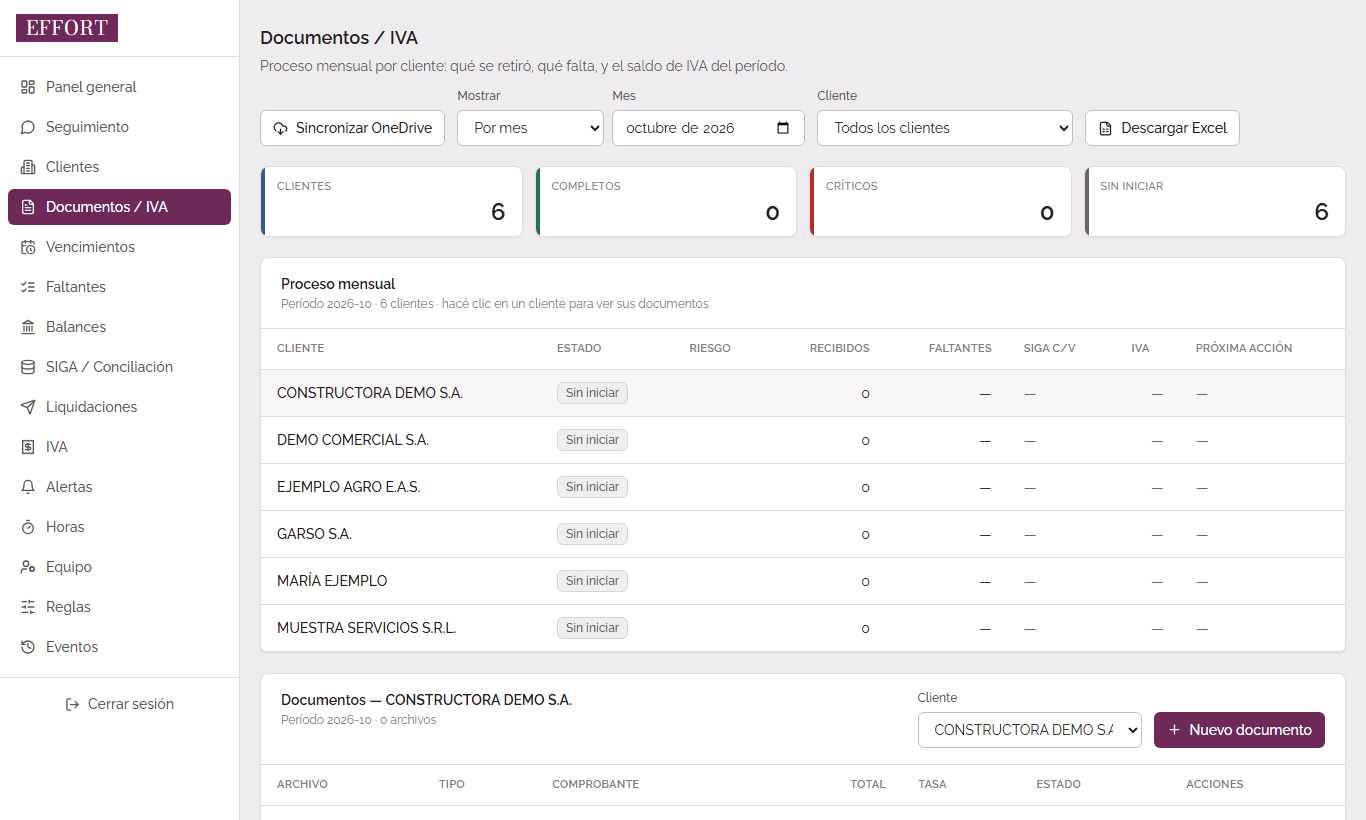 EFFORT
Panel general
Seguimiento
Clientes
Documentos / IVA
Vencimientos
Faltantes
Balances
SIGA / Conciliación
Liquidaciones
IVA
Alertas
Horas
Equipo
Reglas
Eventos
Cerrar sesión
Documentos / IVA
Proceso mensual por cliente: qué se retiró, qué falta, y el saldo de IVA del período.
Mostrar Mes Cliente
Sincronizar OneDrive Por mes octubre de 2026 Todos los clientes Descargar Excel
CLIENTES COMPLETOS CRÍTICOS SIN INICIAR
6 0 0 6
Proceso mensual
Período 2026-10 · 6 clientes · hacé clic en un cliente para ver sus documentos
CLIENTE ESTADO RIESGO RECIBIDOS FALTANTES SIGA C/V IVA PRÓXIMA ACCIÓN
CONSTRUCTORA DEMO S.A. Sin iniciar 0 — — — —
DEMO COMERCIAL S.A. Sin iniciar 0 — — — —
EJEMPLO AGRO E.A.S. Sin iniciar 0 — — — —
GARSO S.A. Sin iniciar 0 — — — —
MARÍA EJEMPLO Sin iniciar 0 — — — —
MUESTRA SERVICIOS S.R.L. Sin iniciar 0 — — — —
Documentos — CONSTRUCTORA DEMO S.A.
Período 2026-10 · 0 archivos
Cliente
CONSTRUCTORA DEMO S.A
+ Nuevo documento
ARCHIVO TIPO COMPROBANTE TOTAL TASA ESTADO ACCIONES